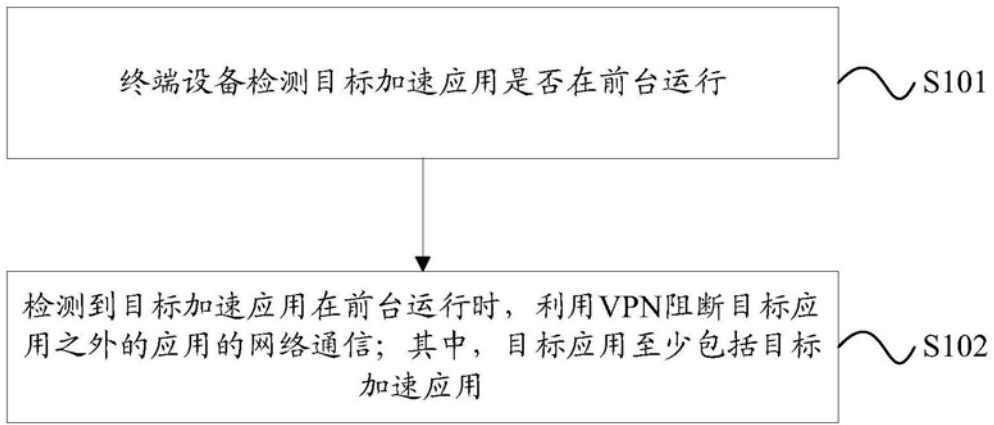 终端设备检测目标加速应用是否在前台运行
S101
检测到目标加速应用在前台运行时，利用VPN阻断目标应
用之外的应用的网络通信；其中，目标应用至少包括目标
加速应用
S102